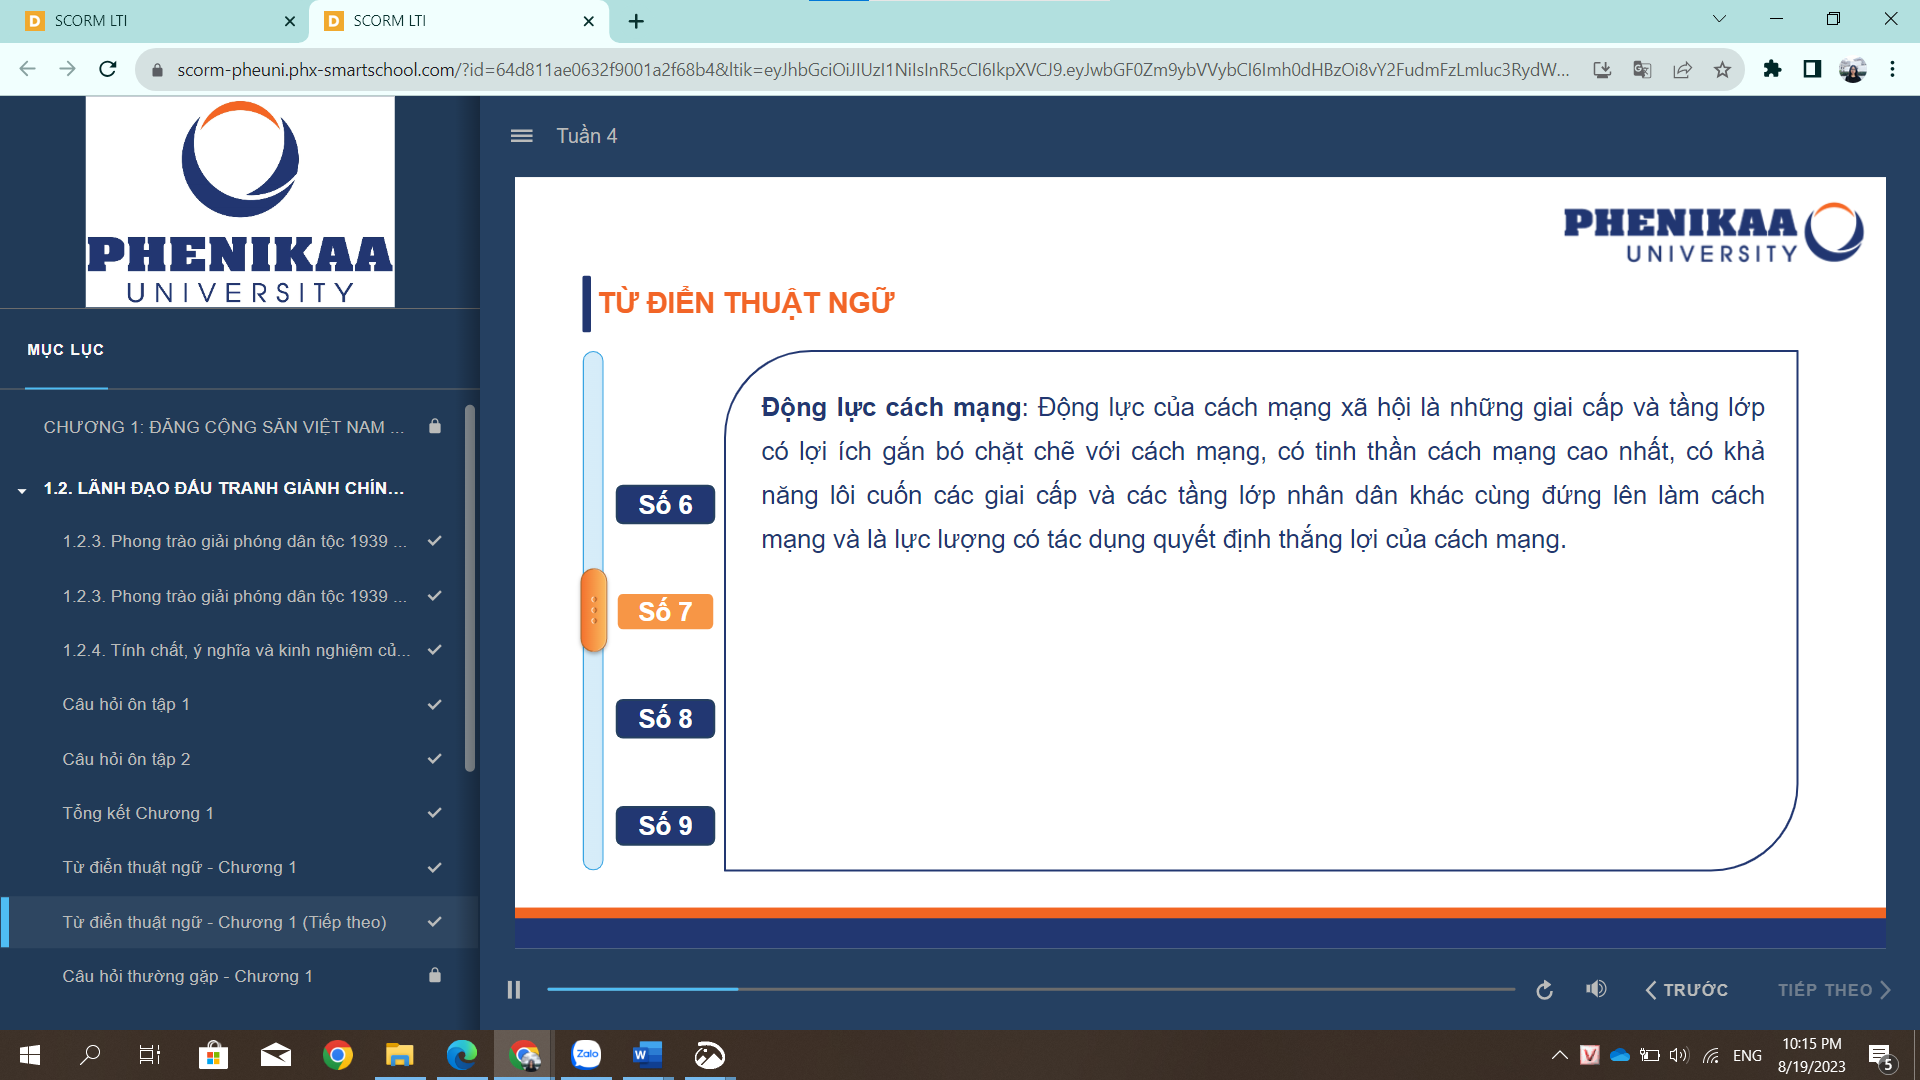 SCORM LTI
SCORM LTI
scorm-pheuni.phx-smartschool.com/?id=64d811ae0632f9001a2f68b4&ltik=eyJhbGciOiJIUzI1NiIsInR5cCI6IkpXVCJ9.eyJwbGF0Zm9ybVVybCI6Imh0dHBzOi8vY2FudmFzLmluc3RydW...
PHENIKAA
UNIVERSITY
MỤC LỤC
CHƯƠNG 1: ĐẢNG CỘNG SẢN VIỆT NAM ...
1.2. LÃNH ĐẠO ĐẤU TRANH GIÀNH CHÍN...
1.2.3. Phong trào giải phóng dân tộc 1939 ...
1.2.3. Phong trào giải phóng dân tộc 1939 ...
1.2.4. Tính chất, ý nghĩa và kinh nghiệm củ...
Câu hỏi ôn tập 1
Câu hỏi ôn tập 2
Tổng kết Chương 1
Từ điển thuật ngữ - Chương 1
Từ điển thuật ngữ - Chương 1 (Tiếp theo)
Câu hỏi thường gặp - Chương 1
Tuần 4
PHENIKAA
UNIVERSITY
TỪ ĐIỂN THUẬT NGỮ
Số 6
Số 7
Số 8
Số 9
Động lực cách mạng: Động lực của cách mạng xã hội là những giai cấp và tầng lớp
có lợi ích gắn bó chặt chẽ với cách mạng, có tinh thần cách mạng cao nhất, có khả
năng lôi cuốn các giai cấp và các tầng lớp nhân dân khác cùng đứng lên làm cách
mạng và là lực lượng có tác dụng quyết định thắng lợi của cách mạng.
TRƯỚC
TIẾP THEO
Zalo
W
V
ENG
10:15 PM
8/19/2023
5